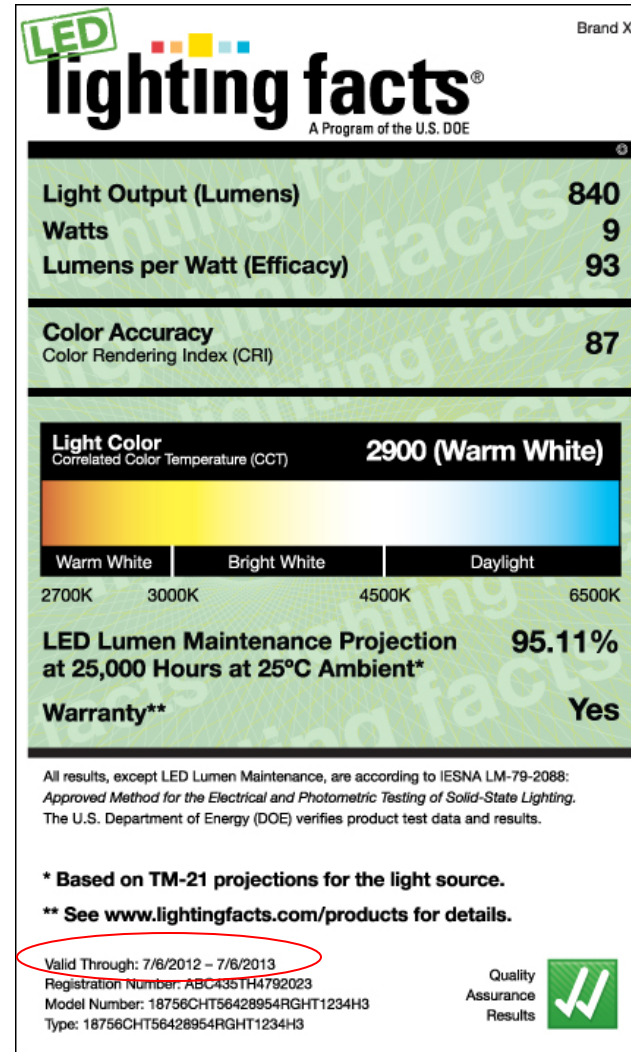 Brand X
LED
lighting facts®
A Program of the U.S. DOE
Light Output (Lumens) 840
Watts 9
Lumens per Watt (Efficacy) 93
Color Accuracy
Color Rendering Index (CRI) 87
Light Color
Correlated Color Temperature (CCT) 2900 (Warm White)
Warm White Bright White Daylight
2700K 3000K 4500K 6500K
LED Lumen Maintenance Projection
at 25,000 Hours at 25ºC Ambient* 95.11%
Warranty** Yes
All results, except LED Lumen Maintenance, are according to IESNA LM-79-2088:
Approved Method for the Electrical and Photometric Testing of Solid-State Lighting.
The U.S. Department of Energy (DOE) verifies product test data and results.
* Based on TM-21 projections for the light source.
** See www.lightingfacts.com/products for details.
Valid Through: 7/6/2012 – 7/6/2013
Registration Number: ABC435TH4792023
Model Number: 18756CHT56428954RGHT1234H3
Type: 18756CHT56428954RGHT1234H3
Quality
Assurance
Results